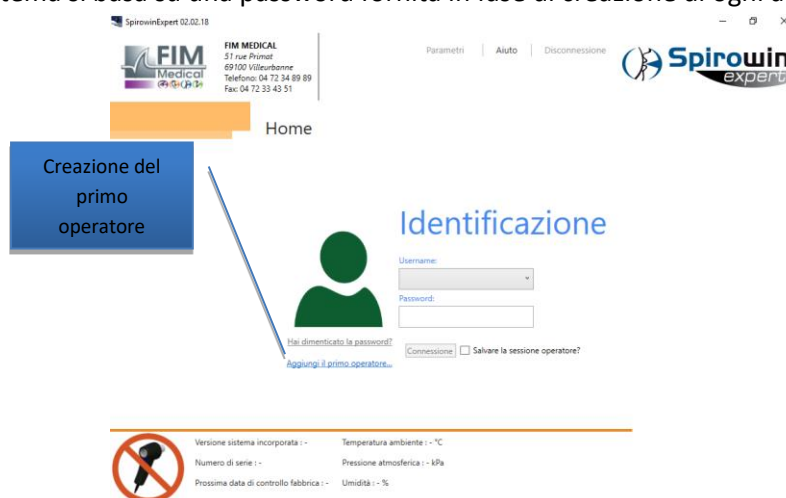 tema si basa su una password fornita in fase di creazione di ogni
SpirowinExpert 02.02.18
FIM
Medical
FIM MEDICAL
51 rue Primat
69100 Villeurbanne
Telefono: 04 72 34 89 89
Fax: 04 72 33 43 51
Parametri | Aiuto | Disconnessione
Spirowin
expert
Home
Creazione del
primo
operatore
Identificazione
Username:
Password:
Hai dimenticato la password?
Connessione Salvare la sessione operatore?
Aggiungi il primo operatore...
Versione sistema incorporata : - Temperatura ambiente : - °C
Numero di serie : - Pressione atmosferica : - kPa
Prossima data di controllo fabbrica : - Umidità : - %